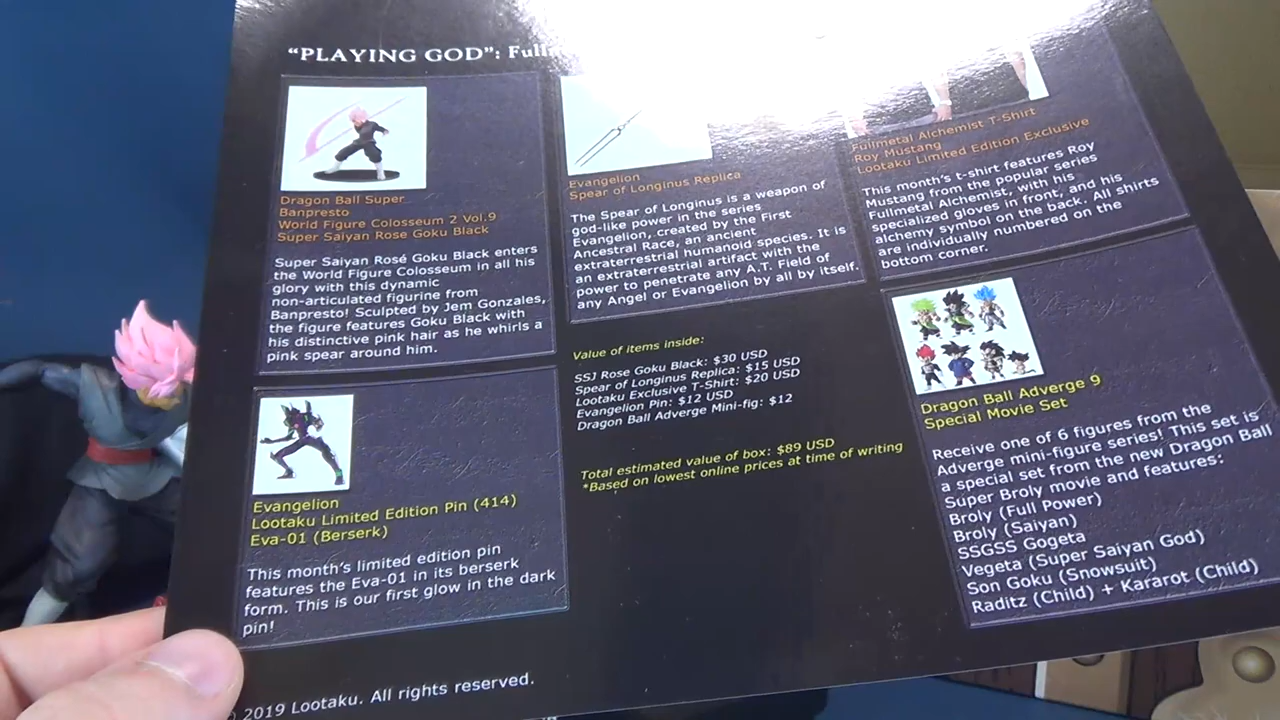 "PLAYING GOD":
Dragon Ball Super
Banpresto
World Figure Colosseum 2 Vol.9
Super Saiyan Rose Goku Black
Super Saiyan Rosé Goku Black enters
the World Figure Colosseum in all his
glory with this dynamic
non-articulated figurine from
Banpresto! Sculpted by Jem Gonzales,
the figure features Goku Black with
his distinctive pink hair as he whirls a
pink spear around him.
Evangelion
Spear of Longinus Replica
The Spear of Longinus is a weapon of
god-like power in the series
Evangelion, created by the First
Ancestral Race, an ancient
extraterrestrial humanoid species. It is
an extraterrestrial artifact with the
power to penetrate any A.T. Field of
any Angel or Evangelion by all by itself.
Fullmetal Alchemist T-Shirt
Roy Mustang
Lootaku Limited Edition Exclusive
This month's t-shirt features Roy
Mustang from the popular series
Fullmetal Alchemist, with his
specialized gloves in front, and his
alchemy symbol on the back. All shirts
are individually numbered on the
bottom corner.
Evangelion
Lootaku Limited Edition Pin (414)
Eva-01 (Berserk)
This month's limited edition pin
features the Eva-01 in its berserk
form. This is our first glow in the dark
pin!
Value of items inside:
SSJ Rose Goku Black: $30 USD
Spear of Longinus Replica: $15 USD
Lootaku Exclusive T-Shirt: $20 USD
Evangelion Pin: $12 USD
Dragon Ball Adverge Mini-fig: $12
Total estimated value of box: $89 USD
*Based on lowest online prices at time of writing
Dragon Ball Adverge 9
Special Movie Set
Receive one of 6 figures from the
Adverge mini-figure series! This set is
a special set from the new Dragon Ball
Super Broly movie and features:
Broly (Full Power)
Broly (Saiyan)
SSGSS Gogeta
Vegeta (Super Saiyan God)
Son Goku (Snowsuit)
Raditz (Child) + Kararot (Child)
2019 Lootaku. All rights reserved.